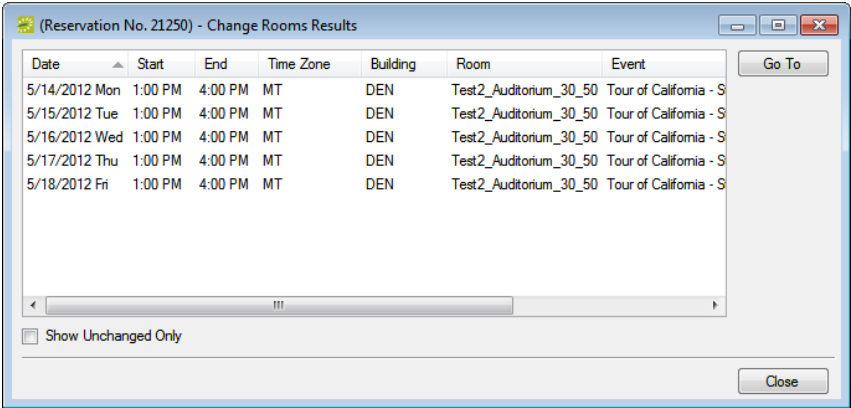 (Reservation No. 21250) - Change Rooms Results
Date Start End Time Zone Building Room Event
5/14/2012 Mon 1:00 PM 4:00 PM MT DEN Test2_Auditorium_30_50 Tour of California - S
5/15/2012 Tue 1:00 PM 4:00 PM MT DEN Test2_Auditorium_30_50 Tour of California - S
5/16/2012 Wed 1:00 PM 4:00 PM MT DEN Test2_Auditorium_30_50 Tour of California - S
5/17/2012 Thu 1:00 PM 4:00 PM MT DEN Test2_Auditorium_30_50 Tour of California - S
5/18/2012 Fri 1:00 PM 4:00 PM MT DEN Test2_Auditorium_30_50 Tour of California - S
Go To
Show Unchanged Only
Close